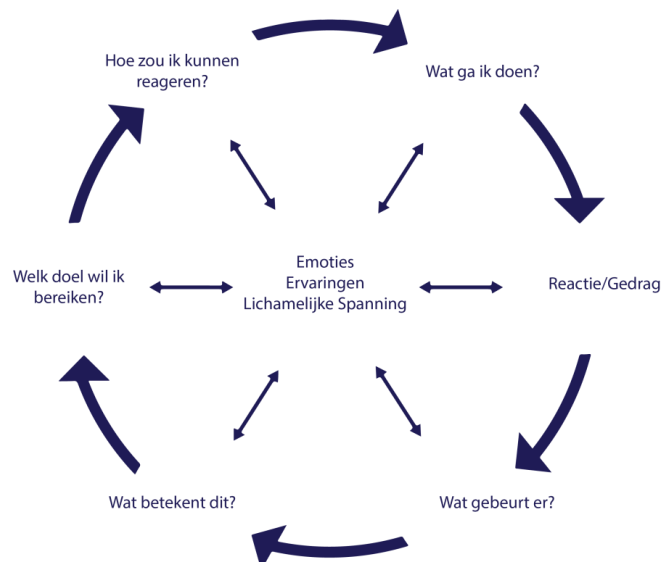 Hoe zou ik kunnen
reageren?
Wat ga ik doen?
Welk doel wil ik
bereiken?
Emoties
Ervaringen
Lichamelijke Spanning
Reactie/Gedrag
Wat betekent dit?
Wat gebeurt er?